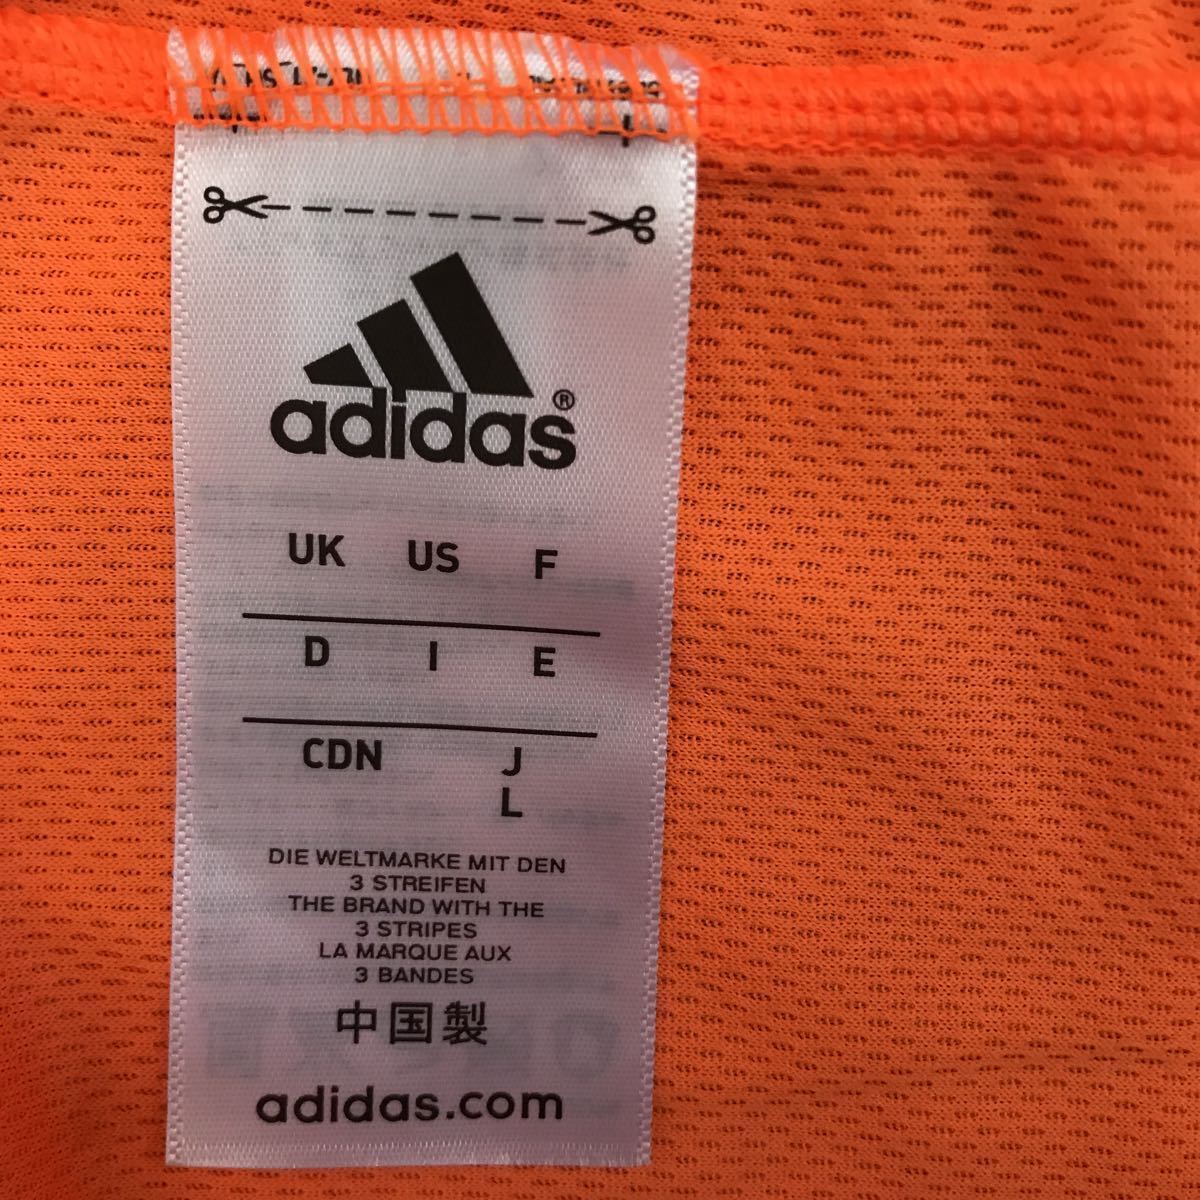 adidas®
UK US F
D I E
CDN J
L
DIE WELTMARKE MIT DEN
3 STREIFEN
THE BRAND WITH THE
3 STRIPES
LA MARQUE AUX
3 BANDES
中国製
adidas.com